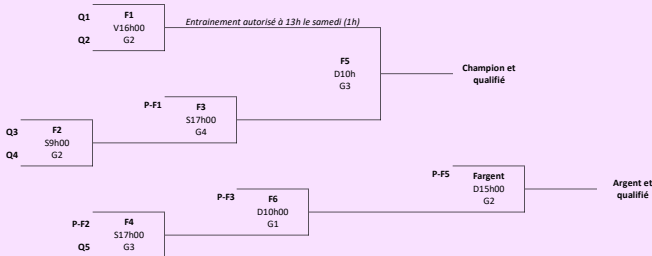 Q1
F1
V16h00
Q2
G2
Entrainement autorisé à 13h le samedi (1h)
F5
D10h
G3
Champion et
qualifié
P-F1
F3
S17h00
G4
Q3
F2
S9h00
Q4
G2
P-F5
Fargent
D15h00
G2
Argent et
qualifié
P-F3
F6
D10h00
G1
P-F2
F4
S17h00
Q5
G3